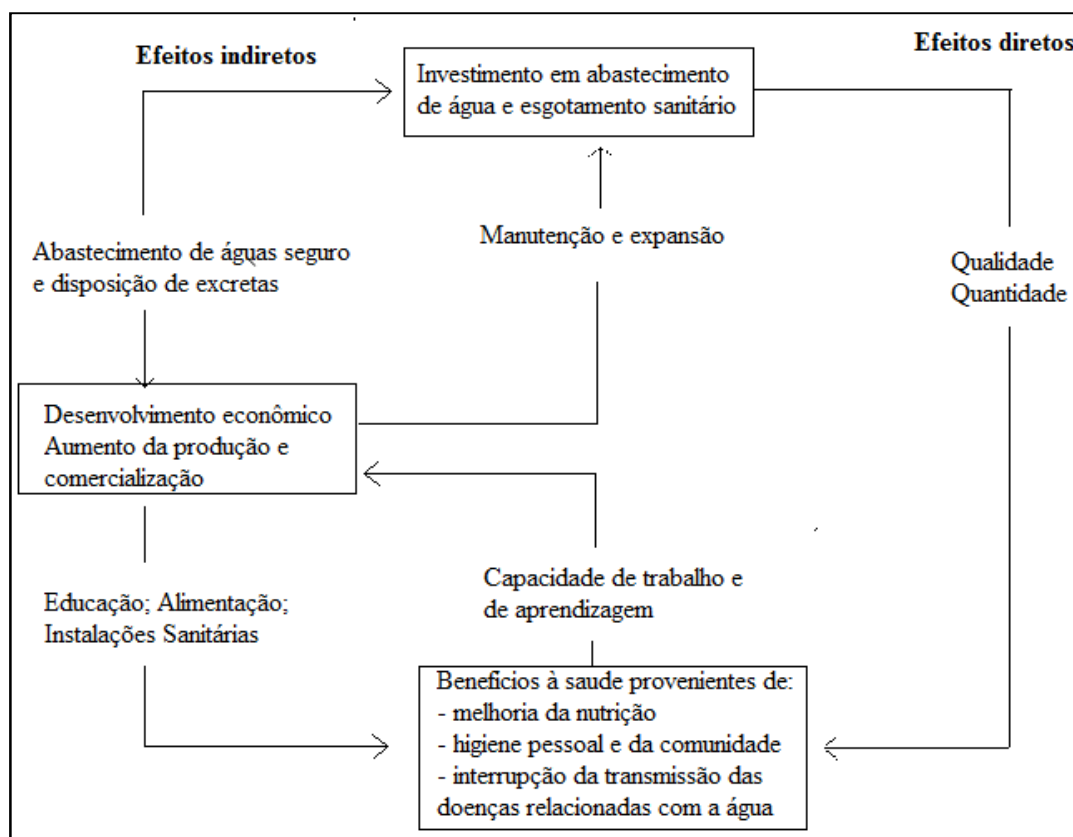 Efeitos indiretos
Efeitos diretos
Investimento em abastecimento
de água e esgotamento sanitário
Abastecimento de águas seguro
e disposição de excretas
Manutenção e expansão
Qualidade
Quantidade
Desenvolvimento econômico
Aumento da produção e
comercialização
Educação; Alimentação;
Instalações Sanitárias
Capacidade de trabalho e
de aprendizagem
Benefícios à saude provenientes de:
- melhoria da nutrição
- higiene pessoal e da comunidade
- interrupção da transmissão das
doenças relacionadas com a água